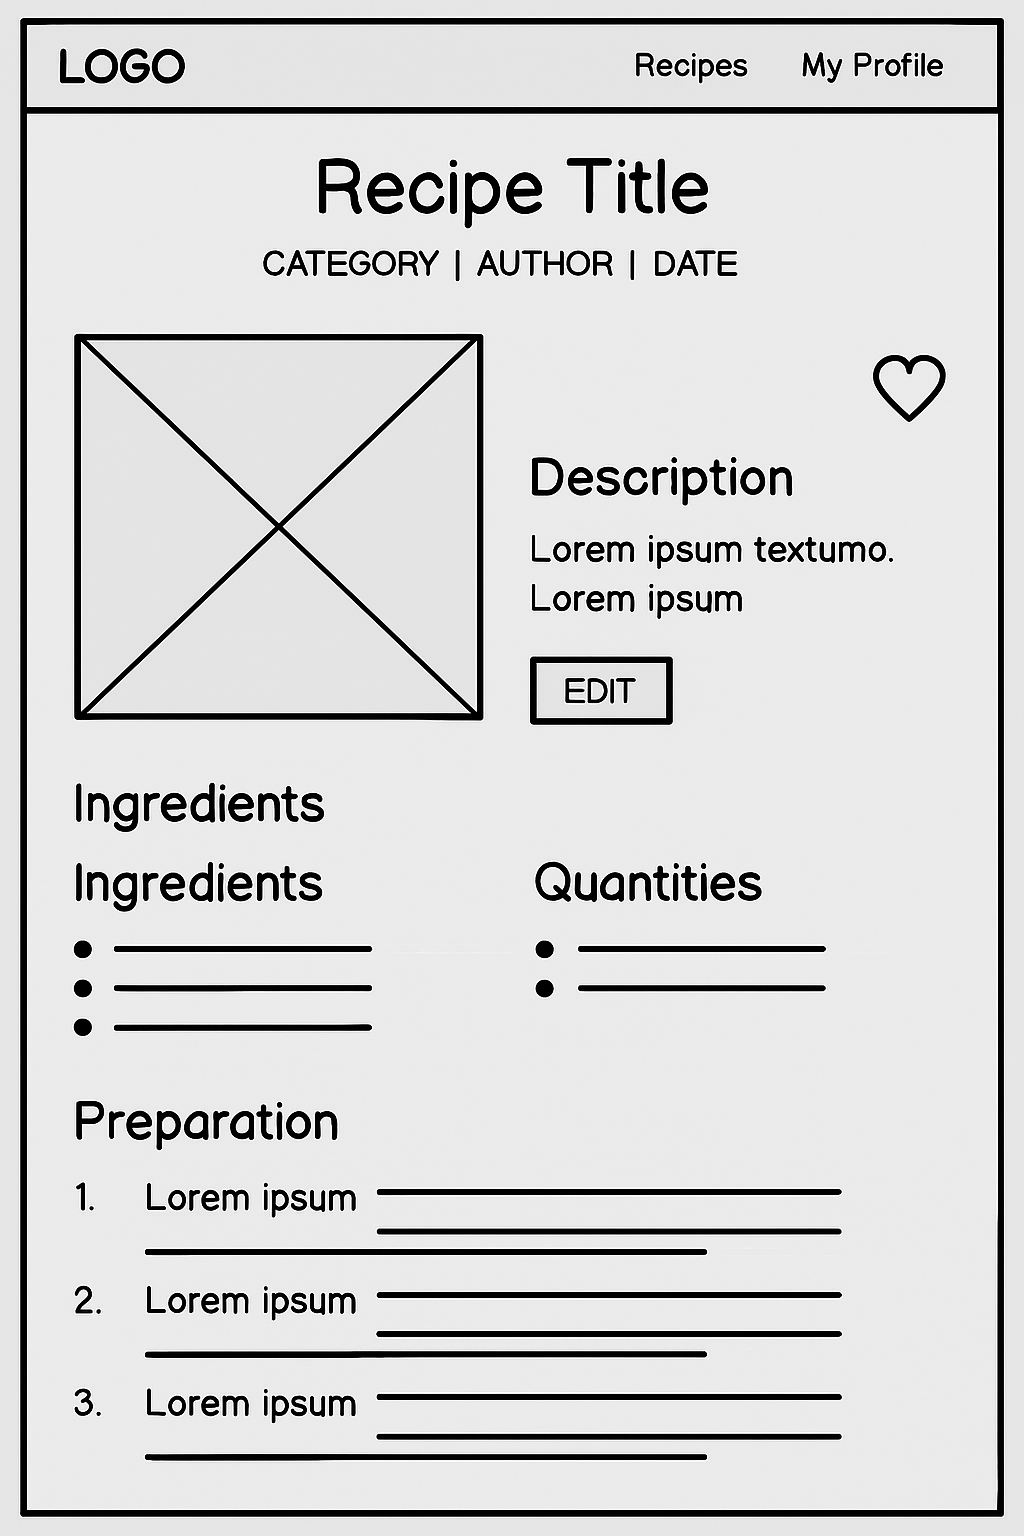 LOGO
Recipes
My Profile
Recipe Title
CATEGORY | AUTHOR | DATE
Description
Lorem ipsum textumo.
Lorem ipsum
EDIT
Ingredients
Ingredients
Quantities
Preparation
1. Lorem ipsum
2. Lorem ipsum
3. Lorem ipsum